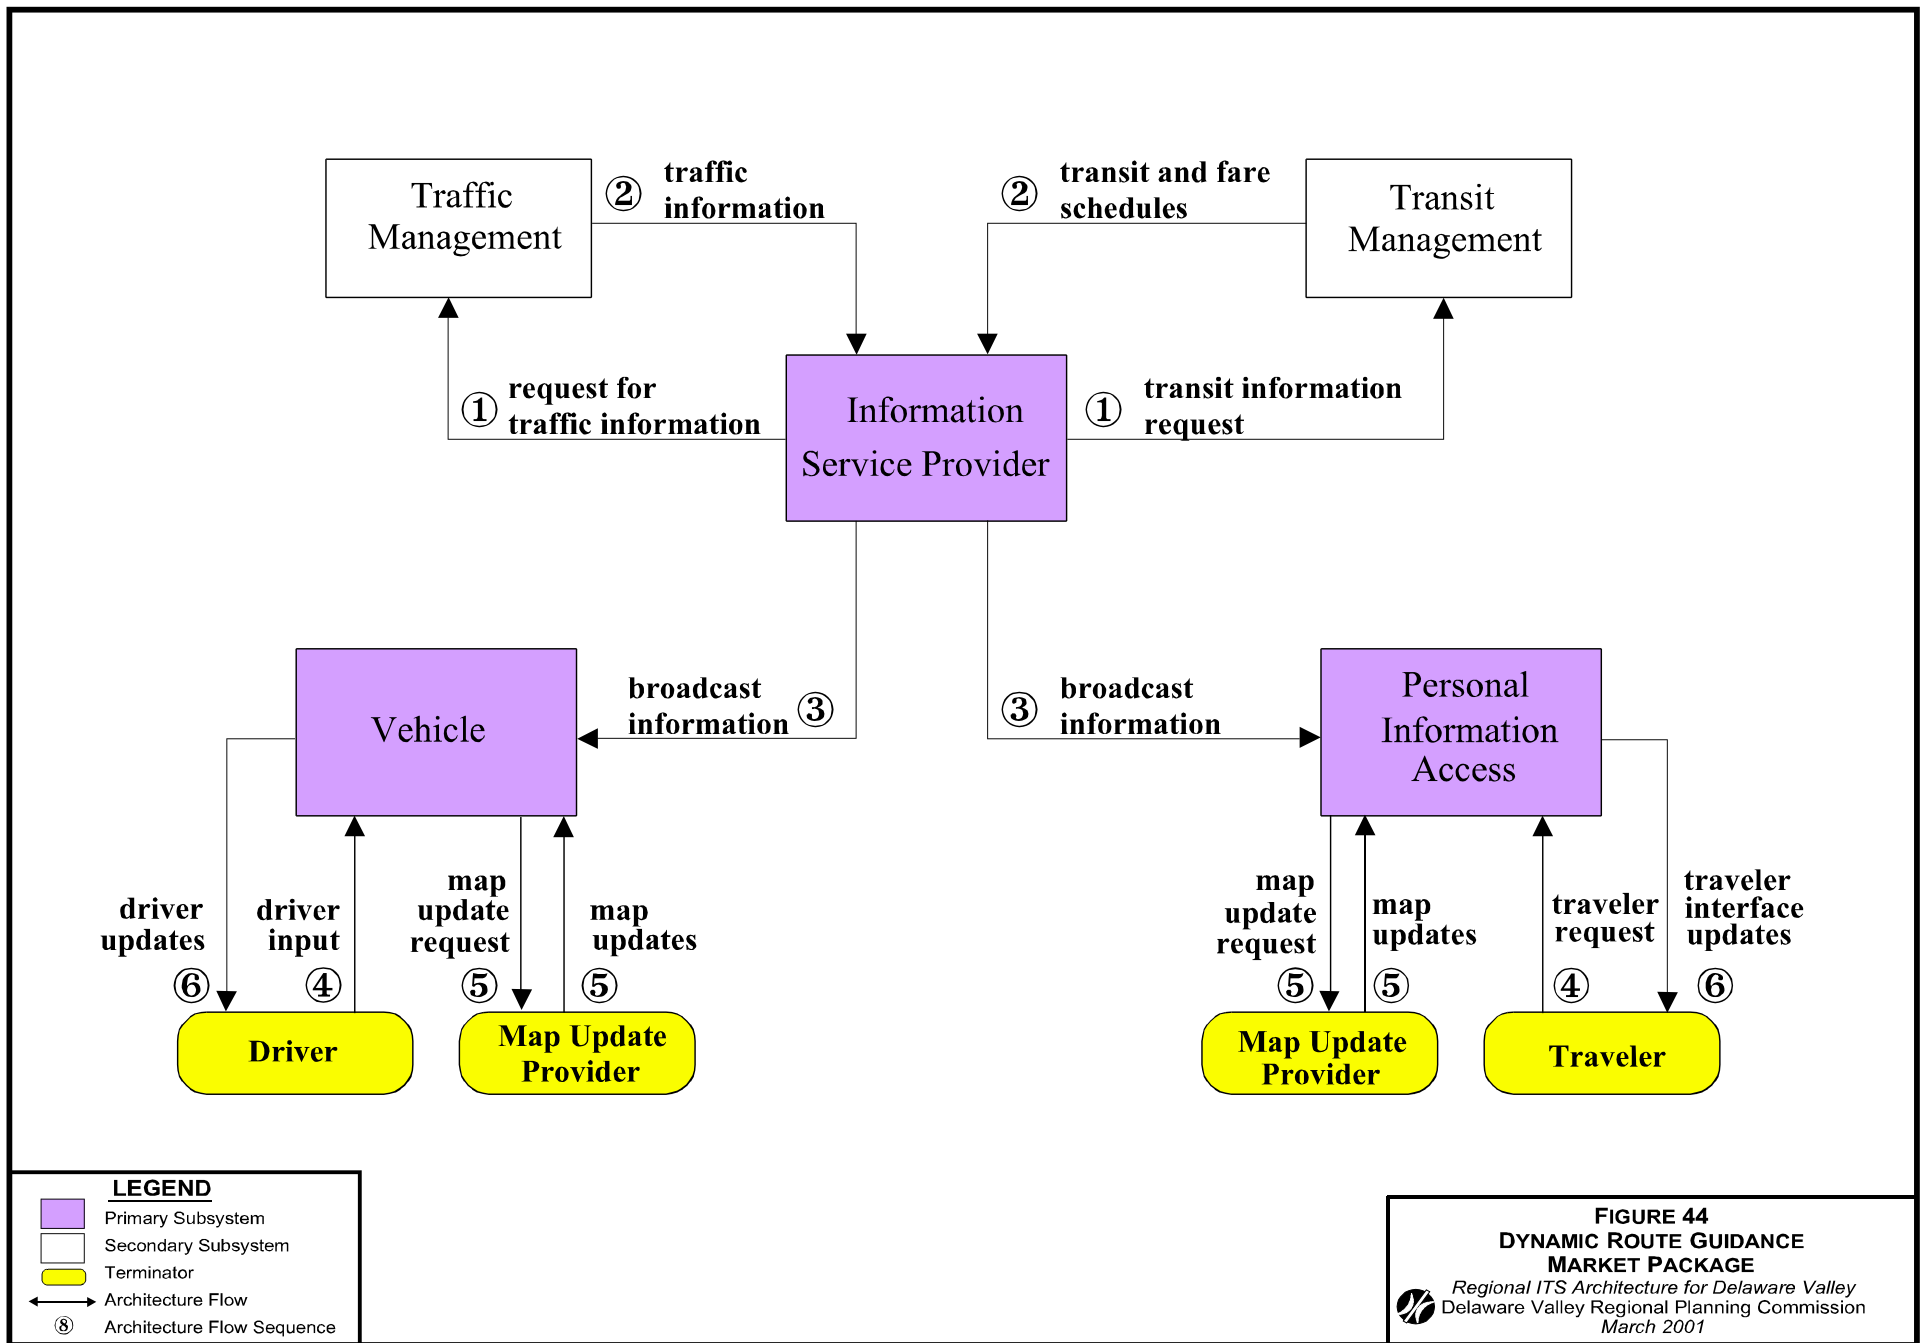 Traffic
Management
② traffic
information
② transit and fare
schedules
Transit
Management
① request for
traffic information
Information
Service Provider
① transit information
request
Vehicle
broadcast
information ③
③ broadcast
information
Personal
Information
Access
driver
updates
⑥
driver
input
④
map
update
request
⑤
map
updates
⑤
map
update
request
⑤
map
updates
⑤
traveler
request
④
traveler
interface
updates
⑥
Driver
Map Update
Provider
Map Update
Provider
Traveler
LEGEND
Primary Subsystem
Secondary Subsystem
Terminator
Architecture Flow
⑧ Architecture Flow Sequence
FIGURE 44
DYNAMIC ROUTE GUIDANCE
MARKET PACKAGE
Regional ITS Architecture for Delaware Valley
Delaware Valley Regional Planning Commission
March 2001